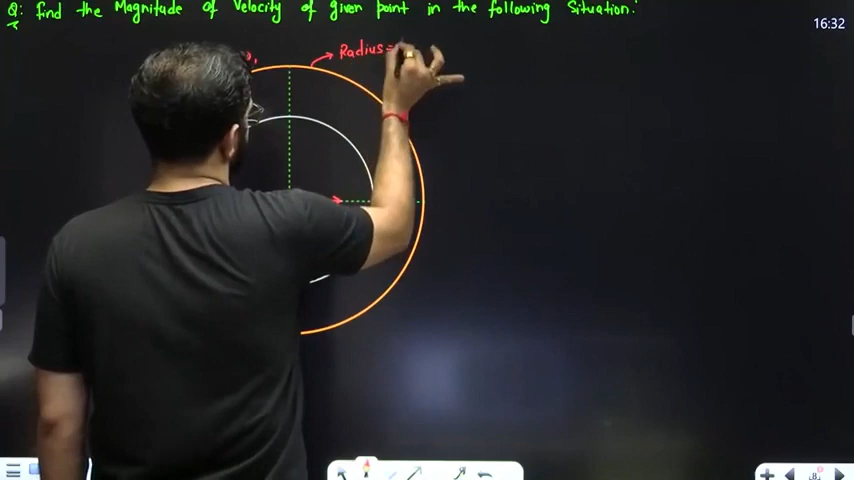 Q: find the Magnitude of Velocity of given point in the following Situation:
16:32
Radius =